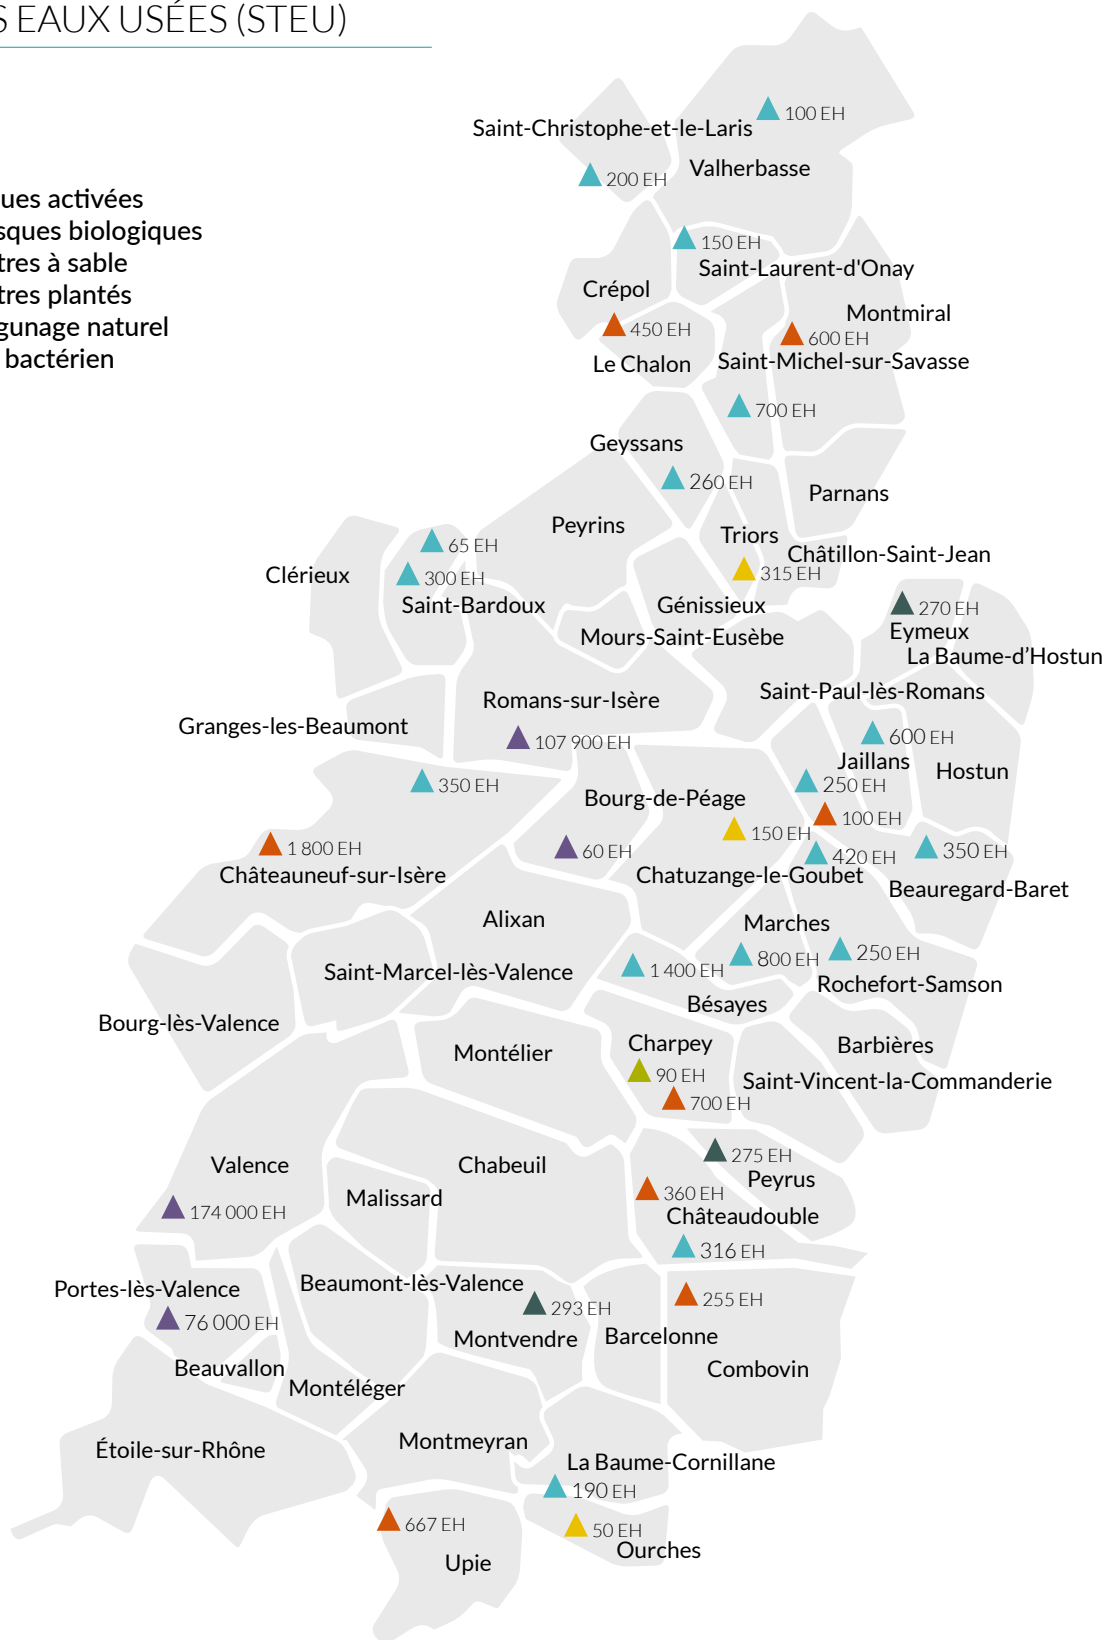 S EAUX USÉES (STEU)
ues activées
sques biologiques
tres à sable
tres plantés
gunage naturel
bactérien
100 EH
Saint-Christophe-et-le-Laris
Valherbasse
200 EH
150 EH
Saint-Laurent-d'Onay
Crépol
Montmiral
450 EH
600 EH
Le Chalon
Saint-Michel-sur-Savasse
700 EH
Geyssans
260 EH
Parnans
Peyrins
Triors
65 EH
Châtillon-Saint-Jean
Clérieux
300 EH
315 EH
Saint-Bardoux
Génissieux
270 EH
Mours-Saint-Eusèbe
Eymeux
La Baume-d’Hostun
Saint-Paul-lès-Romans
Romans-sur-Isère
Granges-les-Beaumont
107 900 EH
600 EH
Jaillans
Hostun
350 EH
250 EH
Bourg-de-Péage
100 EH
150 EH
1 800 EH
60 EH
420 EH
350 EH
Châteauneuf-sur-Isère
Chatuzange-le-Goubet
Beauregard-Baret
Alixan
Marches
250 EH
800 EH
Saint-Marcel-lès-Valence
1 400 EH
Rochefort-Samson
Bésayes
Bourg-lès-Valence
Charpey
Barbières
Montélier
90 EH
Saint-Vincent-la-Commanderie
700 EH
275 EH
Valence
Chabeuil
Peyrus
Malissard
360 EH
174 000 EH
Châteaudouble
316 EH
Beaumont-lès-Valence
Portes-lès-Valence
255 EH
293 EH
76 000 EH
Montvendre
Barcelonne
Beauvallon
Combovin
Montéléger
Montmeyran
Étoile-sur-Rhône
La Baume-Cornillane
190 EH
667 EH
50 EH
Ourches
Upie